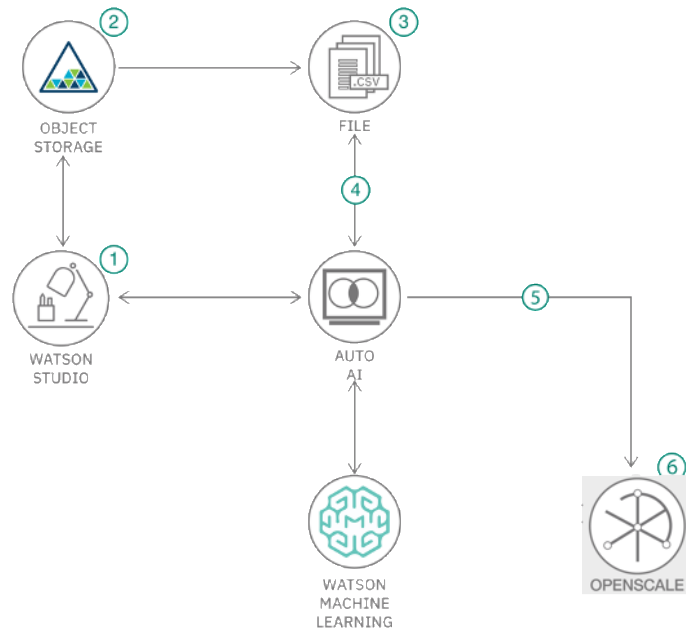 2
3
.CSV
OBJECT
STORAGE
FILE
4
1
WATSON
STUDIO
AUTO
AI
5
6
WATSON
MACHINE
LEARNING
OPENSCALE